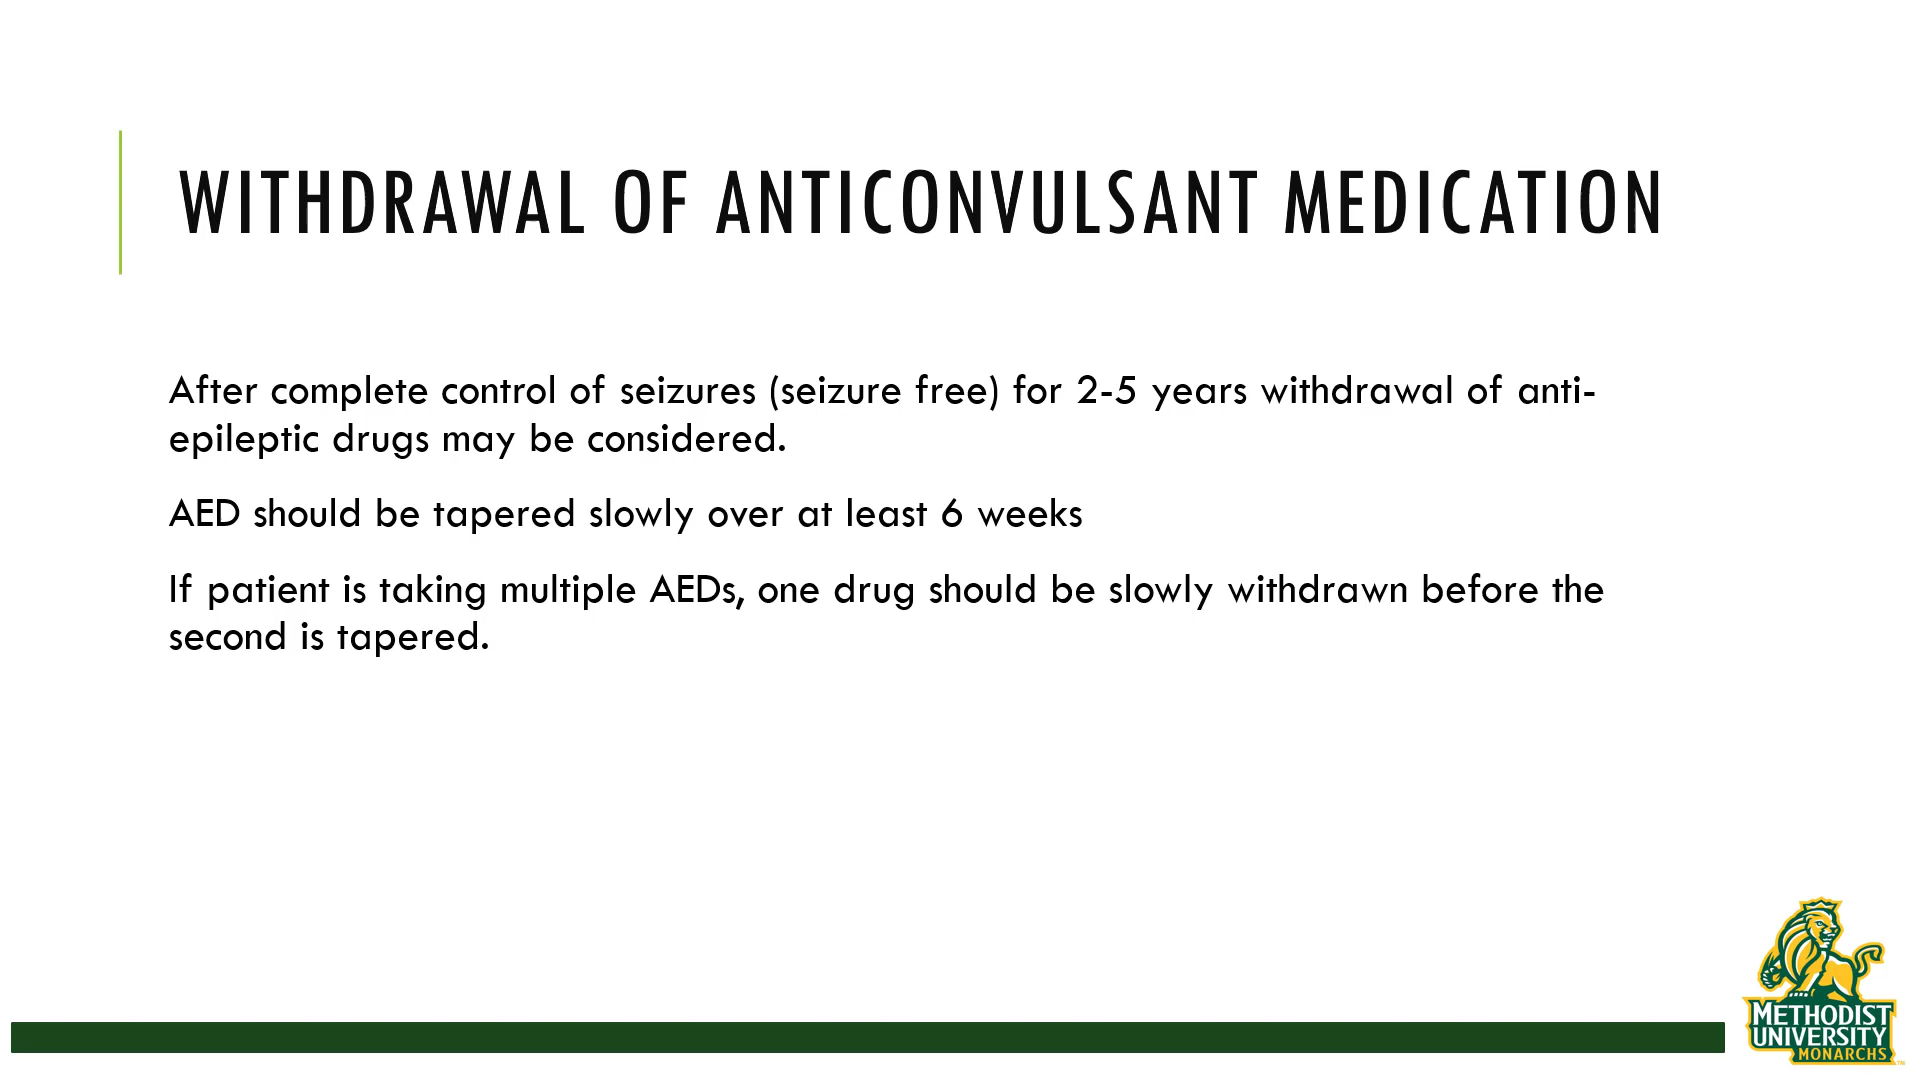 WITHDRAWAL OF ANTICONVULSANT MEDICATION
After complete control of seizures (seizure free) for 2-5 years withdrawal of anti-
epileptic drugs may be considered.
AED should be tapered slowly over at least 6 weeks
If patient is taking multiple AEDs, one drug should be slowly withdrawn before the
second is tapered.
METHODIST
UNIVERSITY
MONARCHS
TM